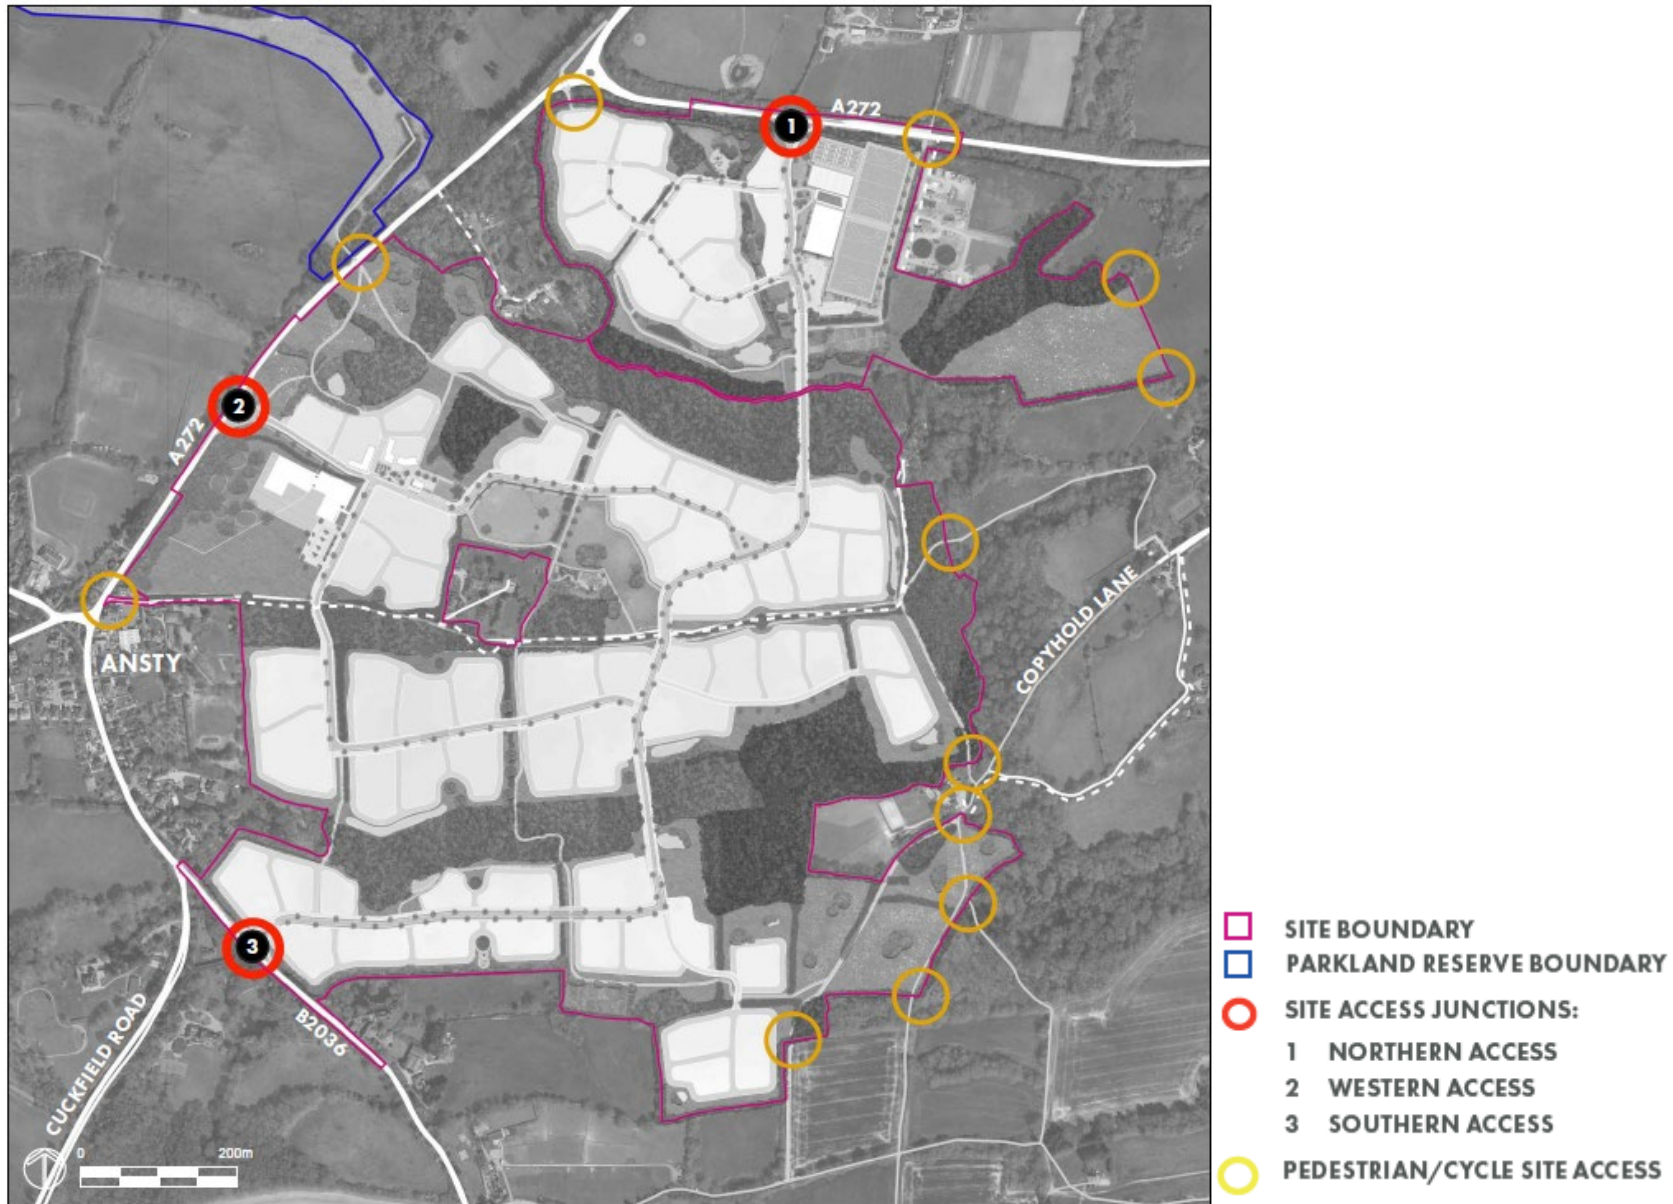 A272
1
2
A272
COPYHOLD LANE
ANSTY
3
B2036
CUCKFIELD ROAD
0 200m
SITE BOUNDARY
PARKLAND RESERVE BOUNDARY
SITE ACCESS JUNCTIONS:
1 NORTHERN ACCESS
2 WESTERN ACCESS
3 SOUTHERN ACCESS
PEDESTRIAN/CYCLE SITE ACCESS